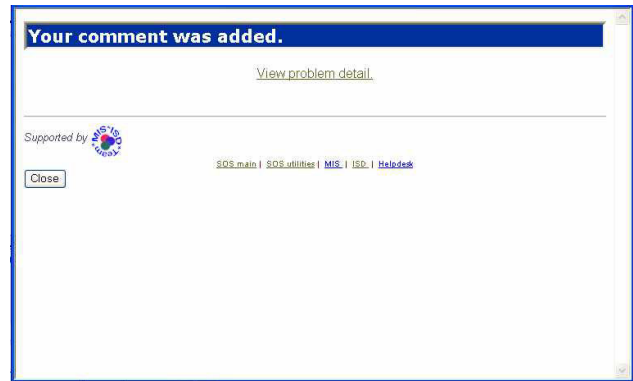 Your comment was added.
View problem detail.
Supported by MIS*ISD*Team*
SOS main | SOS utilities | MIS | ISD | Helpdesk
Close